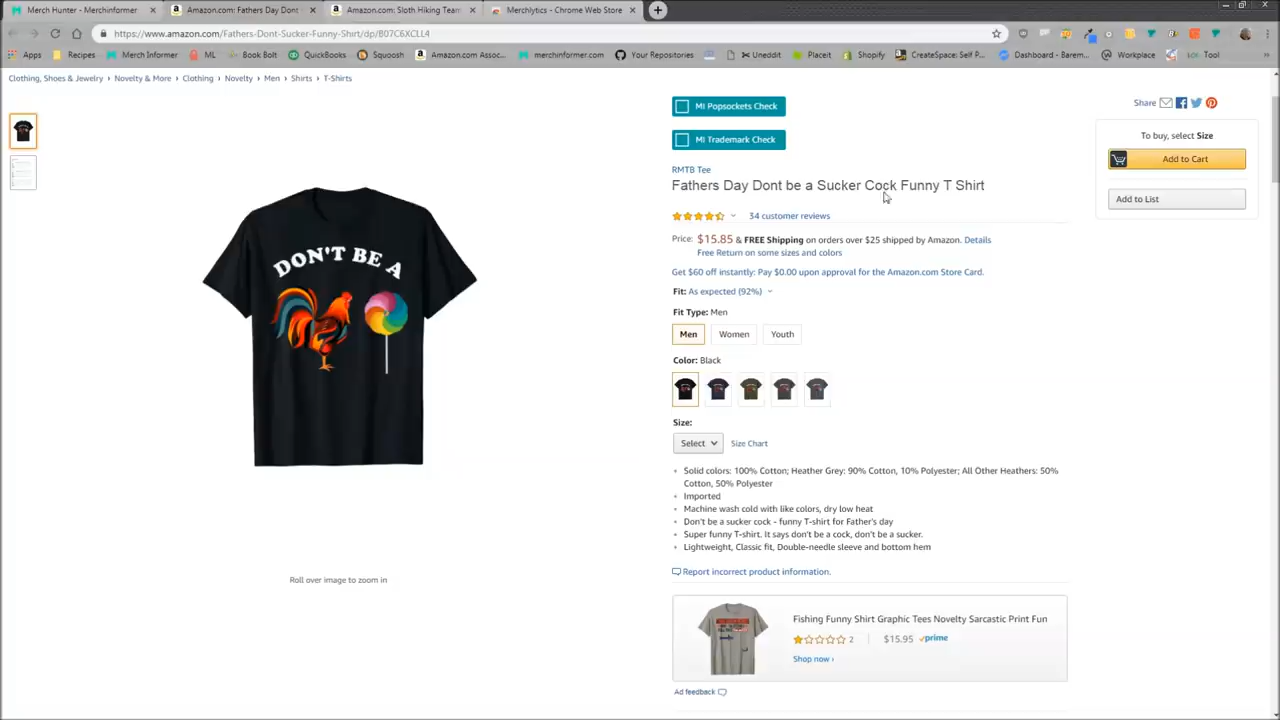 Merch Hunter - Merchinformer
Amazon.com: Fathers Day Dont
Amazon.com: Sloth Hiking Team
Merchlytics - Chrome Web Store
https://www.amazon.com/Fathers-Dont-Sucker-Funny-Shirt/dp/B07C6XCLL4
Apps Recipes Merch Informer ML Book Bolt QuickBooks Squoosh Amazon.com Assoc... merchinformer.com Your Repositories Uneddit Placeit Shopify CreateSpace: Self P... Dashboard - Barem... Workplace Tool
Clothing, Shoes & Jewelry › Novelty & More › Clothing › Novelty › Men › Shirts › T-Shirts
MI Popsockets Check
MI Trademark Check
RMTB Tee
Fathers Day Dont be a Sucker Cock Funny T Shirt
34 customer reviews
Price: $15.85 & FREE Shipping on orders over $25 shipped by Amazon. Details
Free Return on some sizes and colors
Get $60 off instantly: Pay $0.00 upon approval for the Amazon.com Store Card.
Fit: As expected (92%)
Fit Type: Men
Men Women Youth
Color: Black
Size:
Select Size Chart
Solid colors: 100% Cotton; Heather Grey: 90% Cotton, 10% Polyester; All Other Heathers: 50%
Cotton, 50% Polyester
Imported
Machine wash cold with like colors, dry low heat
Don't be a sucker cock - funny T-shirt for Father's day
Super funny T-shirt. It says don't be a cock, don't be a sucker.
Lightweight, Classic fit, Double-needle sleeve and bottom hem
Report incorrect product information.
Fishing Funny Shirt Graphic Tees Novelty Sarcastic Print Fun
2 $15.95 prime
Shop now ›
Ad feedback
Share
To buy, select Size
Add to Cart
Add to List
DON'T BE A
Roll over image to zoom in